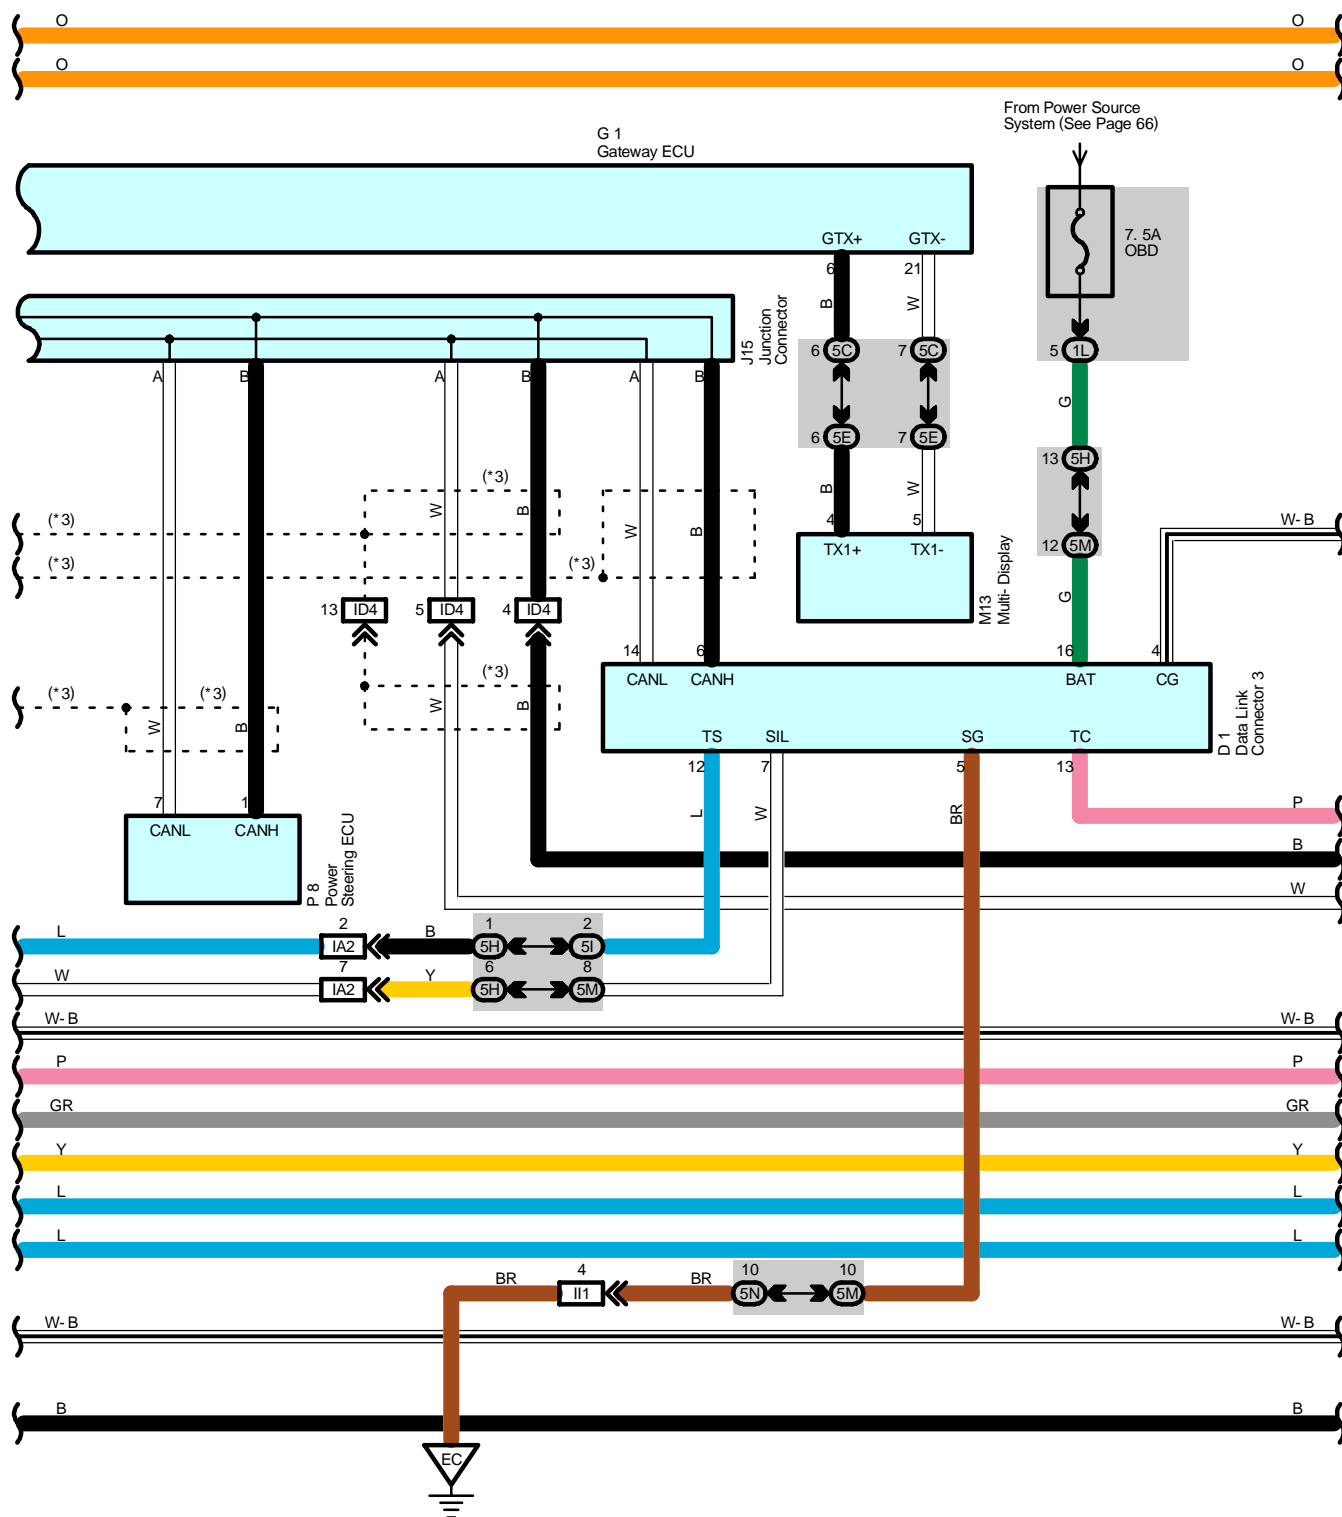 O O
O O
From Power Source
System (See Page 66)
G 1
Gateway ECU
GTX+ GTX-
7. 5A
OBD
6 21
B W
J15
Junction
Connector
6 5C 7 5C 5 1L
A B A B A B
G
6 5E 7 5E 13 5H
(*3)
B W
W B W B
(*3)
4 5
W- B
TX1+ TX1-
12 5M
(*3) (*3)
M13
Multi- Display
G
13 ID4 5 ID4 4 ID4
14 6 16 4
(*3)
CANL CANH BAT CG
(*3) (*3)
W B
W B
TS SIL SG TC
D 1
Data Link
Connector 3
12 7 5 13
7 1
L W BR
P
CANL CANH
P 8
Power
Steering ECU
B
W
L 2 B 1 2
IA2 5H 5I
W 7 Y 6 8
IA2 5H 5M
W- B W- B
P P
GR GR
Y Y
L L
L L
BR 4 BR 10 10
II1 5N 5M
W- B W- B
B B
EC